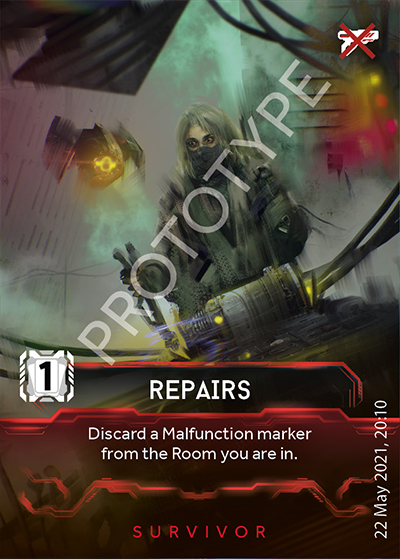 PROTOTYPE
1
REPAIRS
Discard a Malfunction marker
from the Room you are in.
SURVIVOR
22 May 2021, 20:10